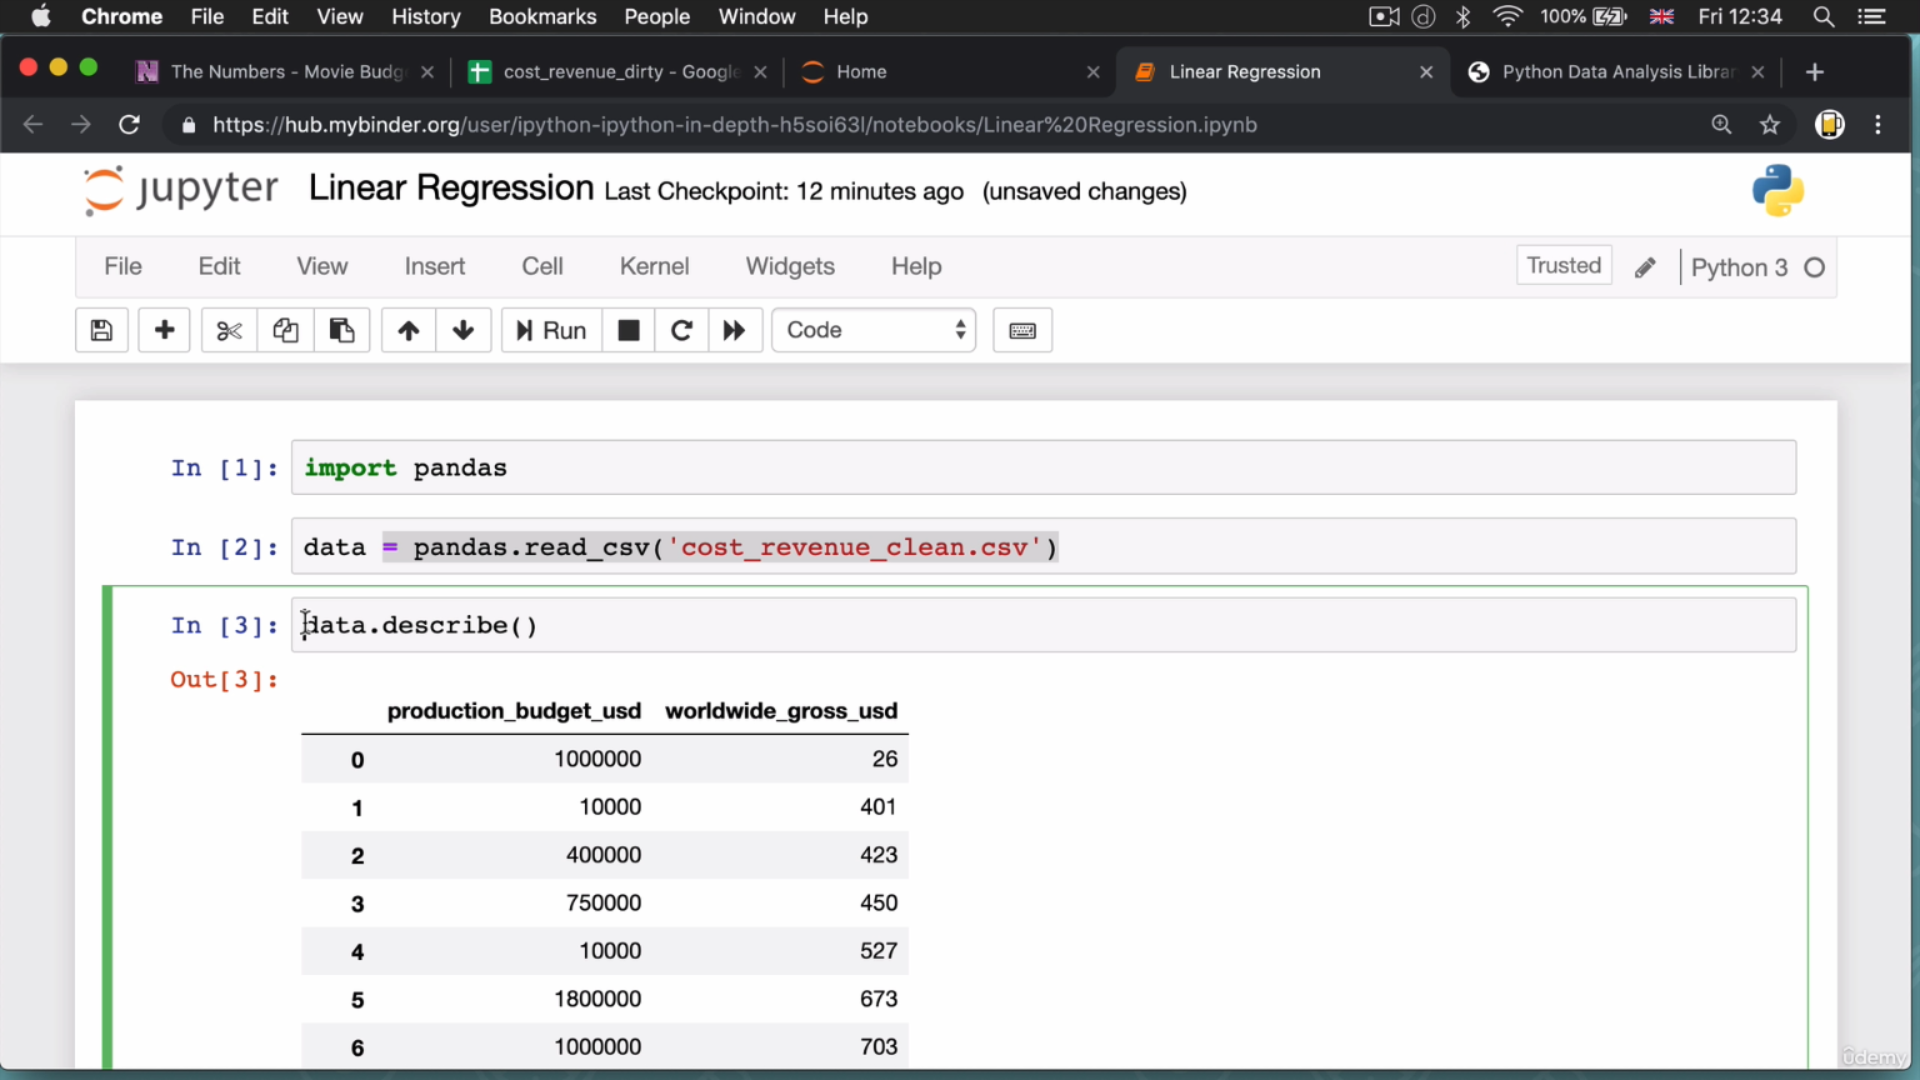 Chrome File Edit View History Bookmarks People Window Help 100% Fri 12:34
The Numbers - Movie Budg cost_revenue_dirty - Google Home Linear Regression Python Data Analysis Librar
https://hub.mybinder.org/user/ipython-ipython-in-depth-h5soi63l/notebooks/Linear%20Regression.ipynb
jupyter Linear Regression Last Checkpoint: 12 minutes ago (unsaved changes)
File Edit View Insert Cell Kernel Widgets Help Trusted Python 3
Run Code
In [1]: import pandas
In [2]: data = pandas.read_csv('cost_revenue_clean.csv')
In [3]: data.describe()
Out[3]:
production_budget_usd worldwide_gross_usd
0 1000000 26
1 10000 401
2 400000 423
3 750000 450
4 10000 527
5 1800000 673
6 1000000 703
ûdemy